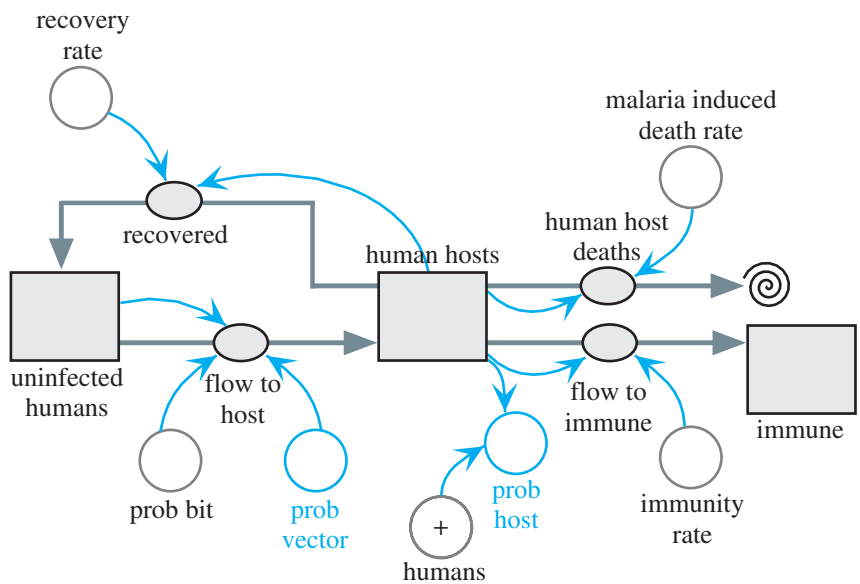 recovery
rate
malaria induced
death rate
recovered
human hosts
human host
deaths
uninfected
humans
flow to
host
flow to
immune
immune
prob bit
prob
vector
prob
host
immunity
rate
+
humans